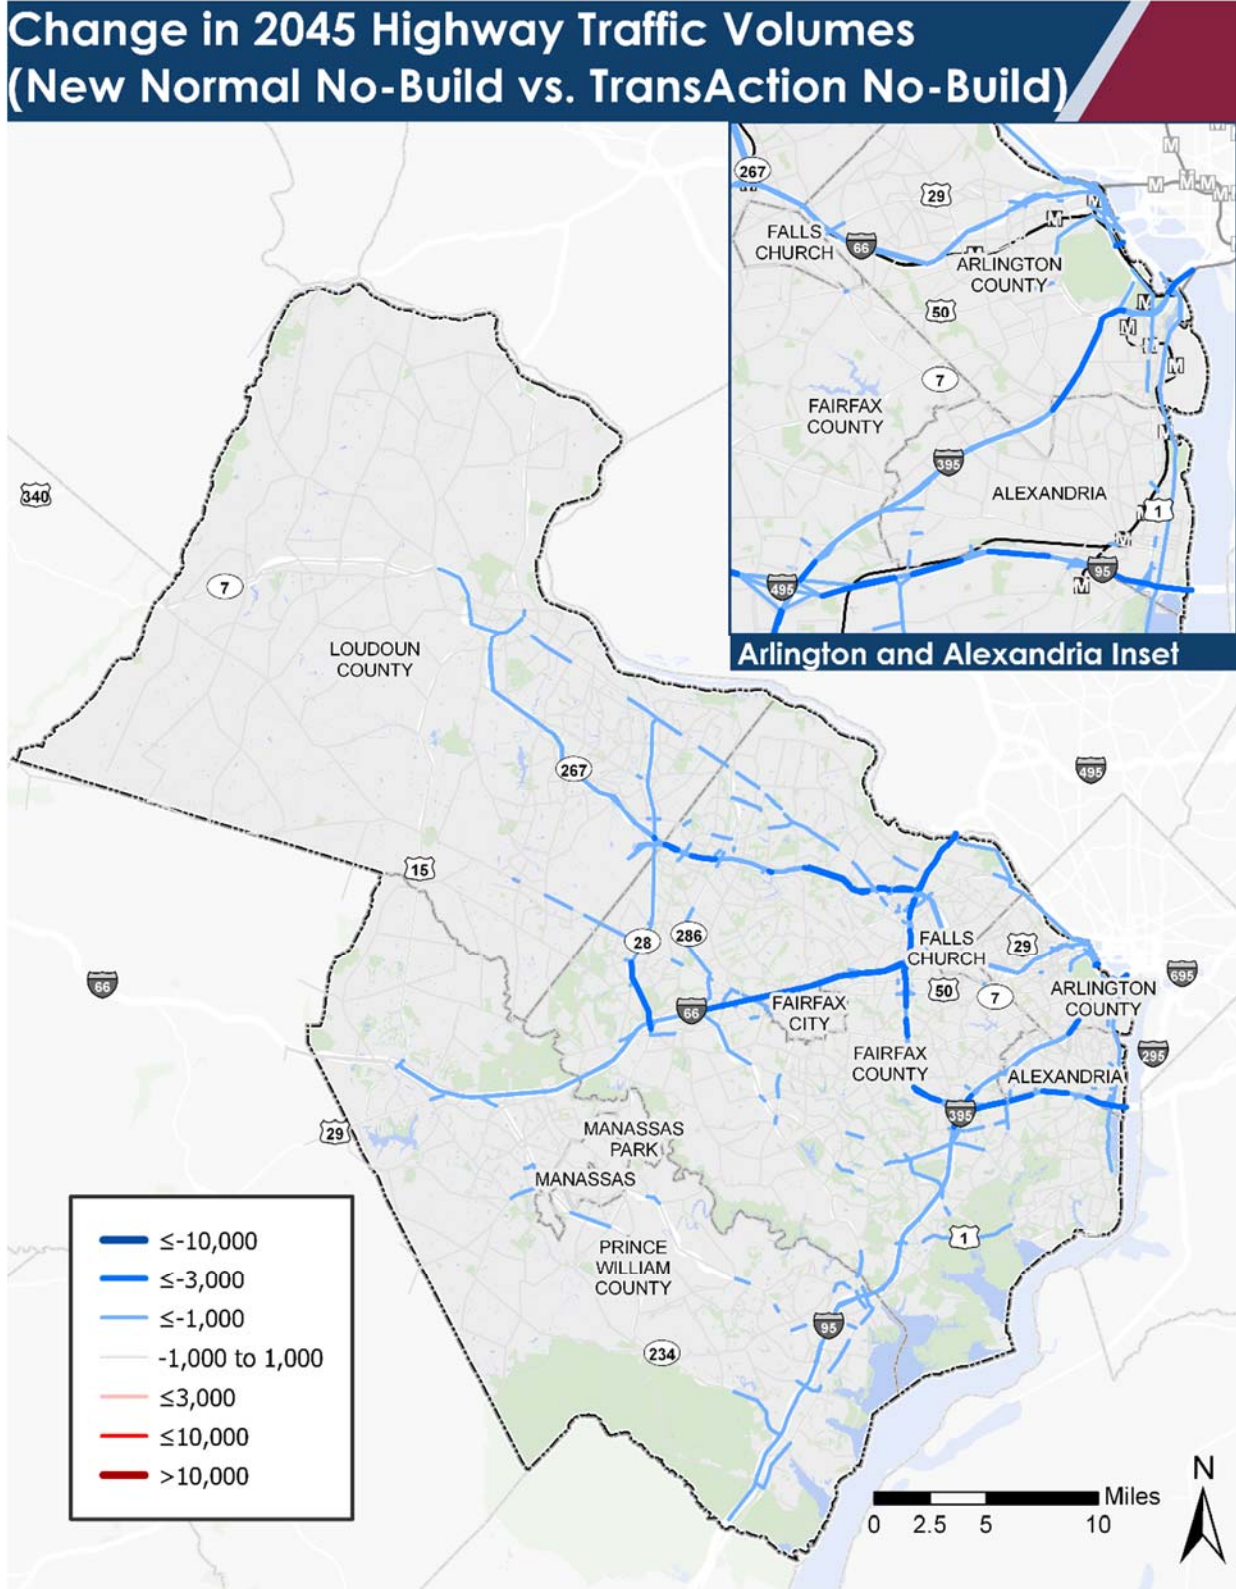 Change in 2045 Highway Traffic Volumes
(New Normal No-Build vs. TransAction No-Build)
267
29
FALLS
CHURCH
66
ARLINGTON
COUNTY
50
7
FAIRFAX
COUNTY
395
ALEXANDRIA
1
95
495
M
M
M
M
M
M
M
M
M
M
M
M
Arlington and Alexandria Inset
340
7
LOUDOUN
COUNTY
267
495
15
28
286
FALLS
CHURCH
29
66
50
7
ARLINGTON
COUNTY
695
66
FAIRFAX
CITY
FAIRFAX
COUNTY
295
ALEXANDRIA
395
29
MANASSAS
PARK
MANASSAS
1
PRINCE
WILLIAM
COUNTY
95
234
≤-10,000
≤-3,000
≤-1,000
-1,000 to 1,000
≤3,000
≤10,000
>10,000
N
Miles
0 2.5 5 10